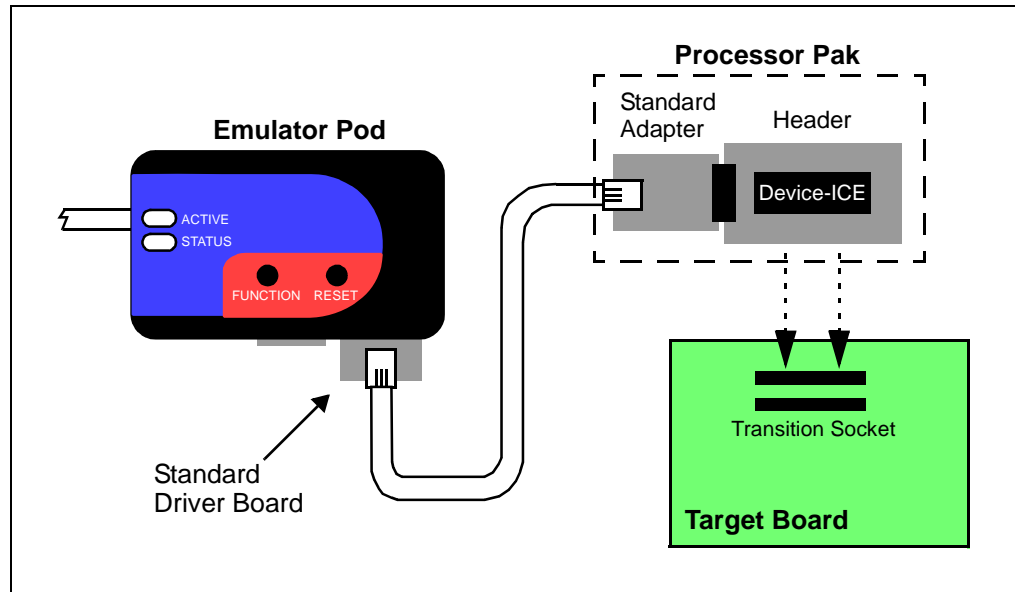 Processor Pak
Standard
Adapter
Header
Device-ICE
Emulator Pod
ACTIVE
STATUS
FUNCTION
RESET
Standard
Driver Board
Transition Socket
Target Board